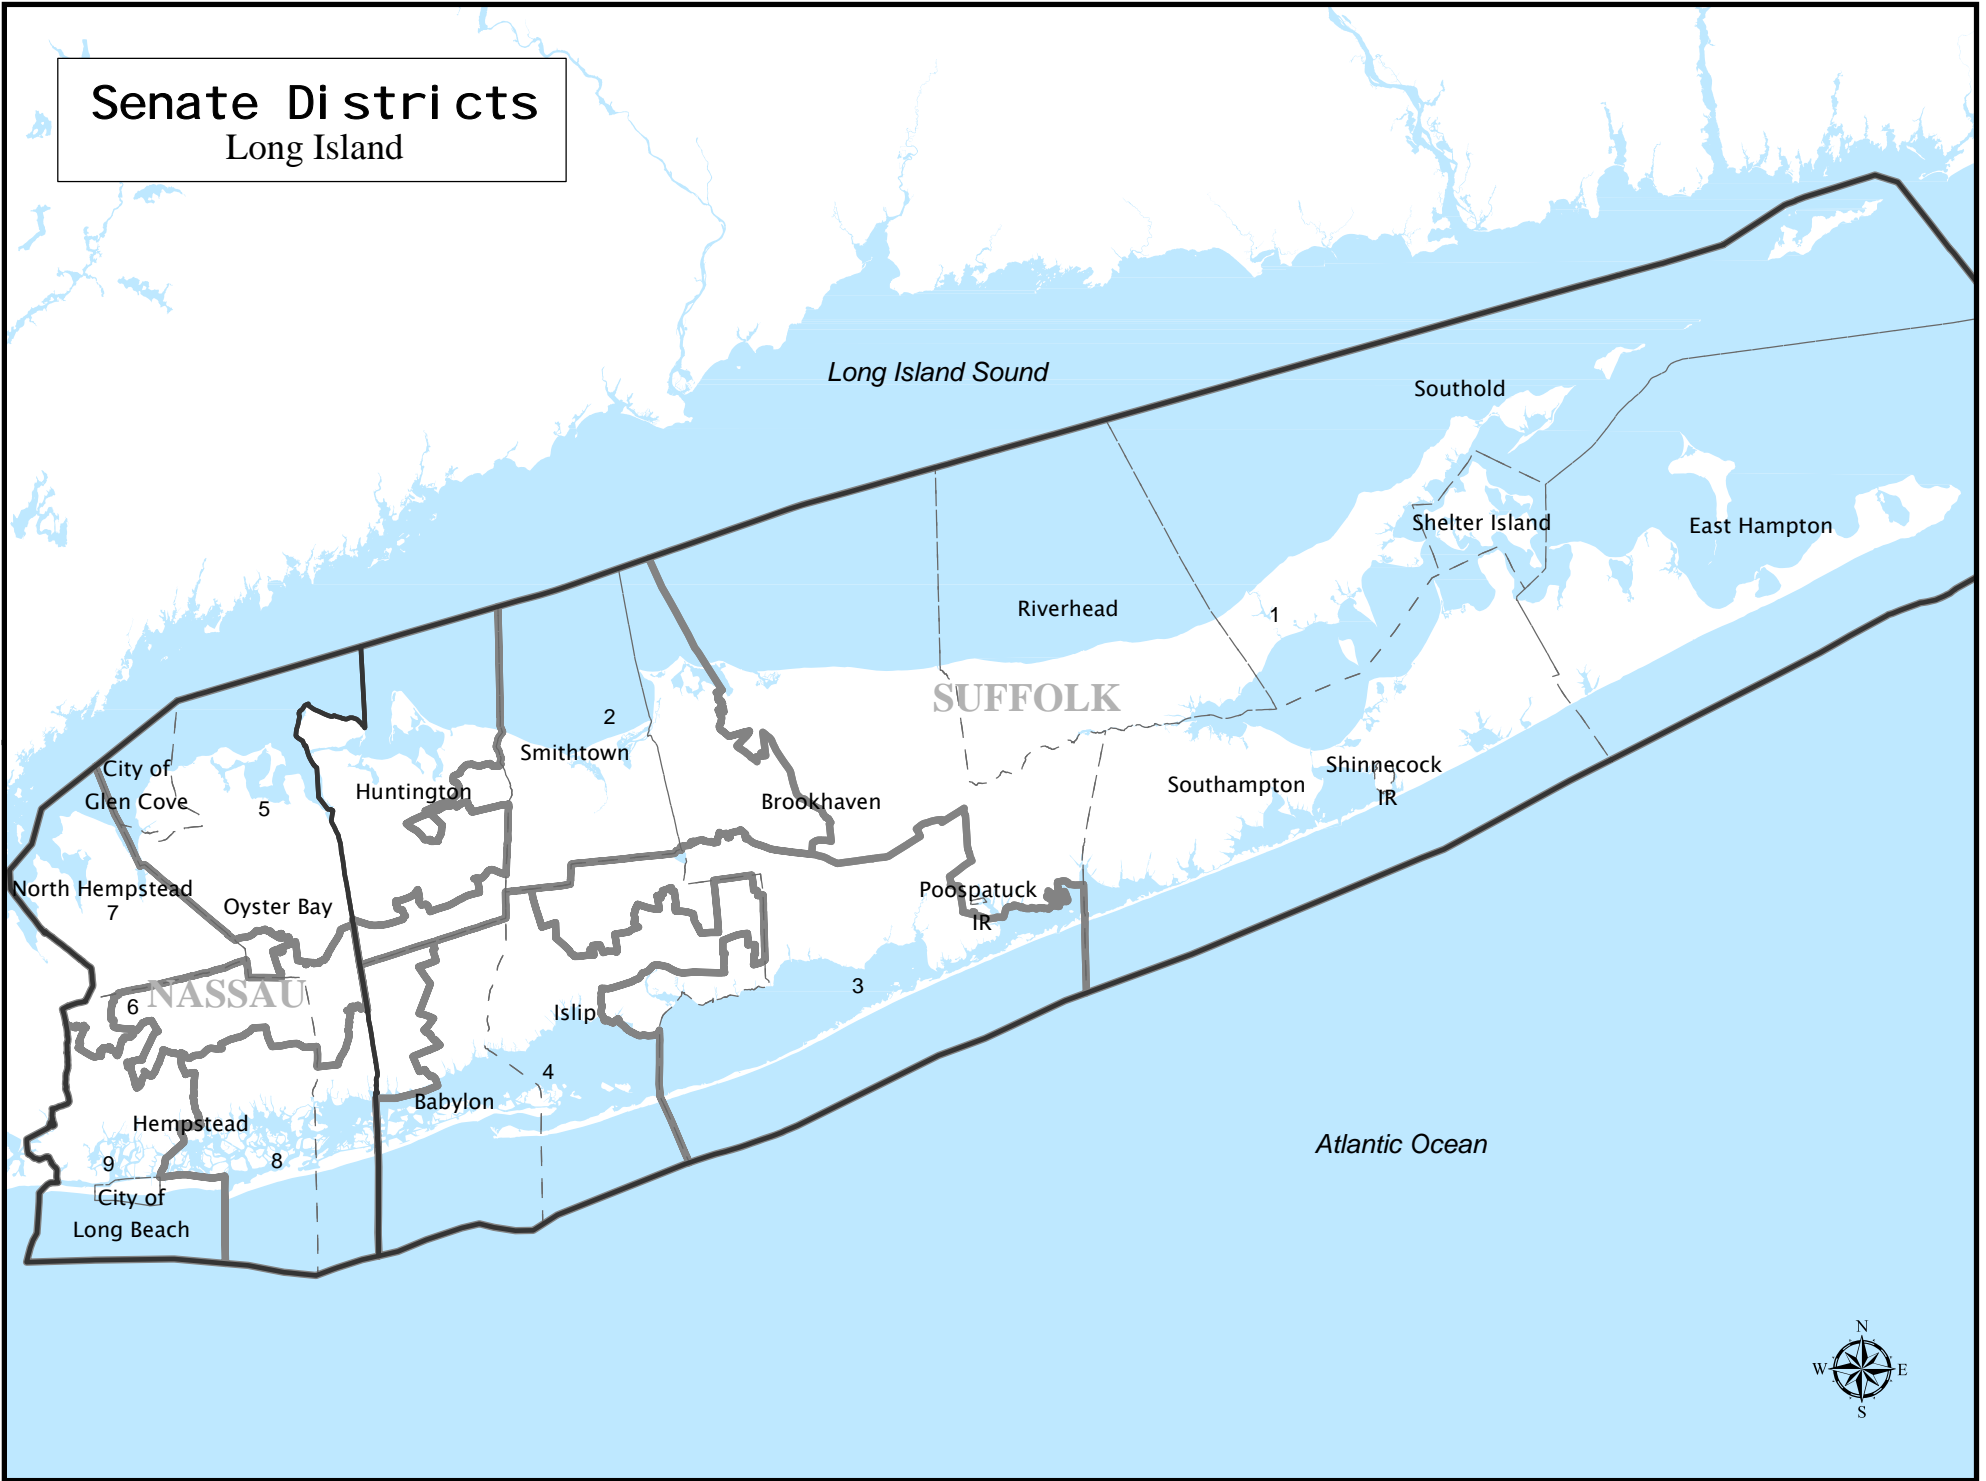 Senate Districts
Long Island
Long Island Sound
Southold
Shelter Island
East Hampton
Riverhead
1
SUFFOLK
2
Smithtown
City of
Glen Cove
5
Huntington
Brookhaven
Southampton
Shinnecock
IR
North Hempstead
7
Oyster Bay
Poospatuck
IR
NASSAU
6
3
Islip
4
Babylon
Hempstead
9
8
City of
Long Beach
Atlantic Ocean
N
W
E
S